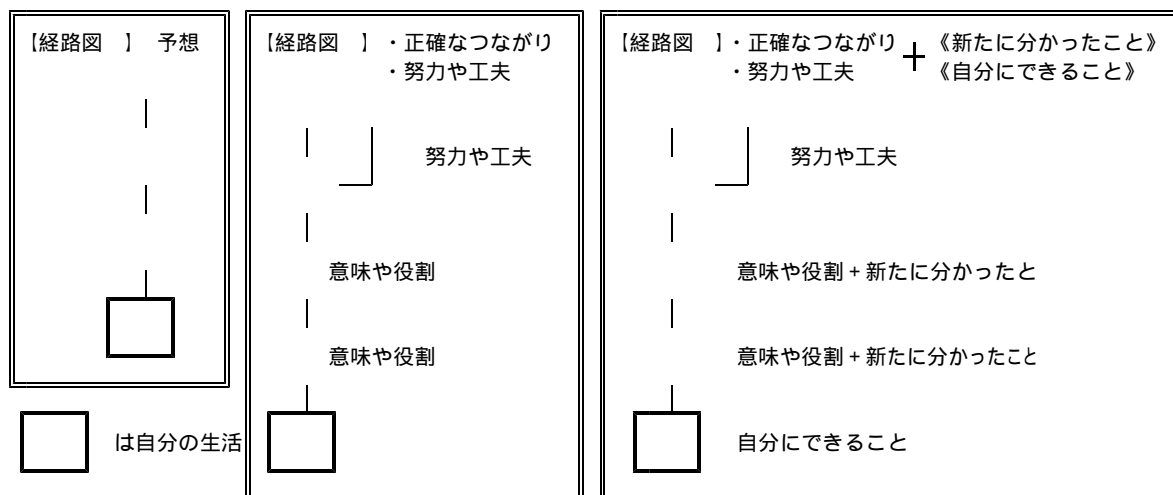 【経路図　】　予想
は自分の生活
【経路図　】・正確なつながり
・努力や工夫
努力や工夫
意味や役割
意味や役割
【経路図　】・正確なつながり
・努力や工夫
＋
《新たに分かったこと》
《自分にできること》
努力や工夫
意味や役割＋新たに分かったと
意味や役割＋新たに分かったこと
自分にできること